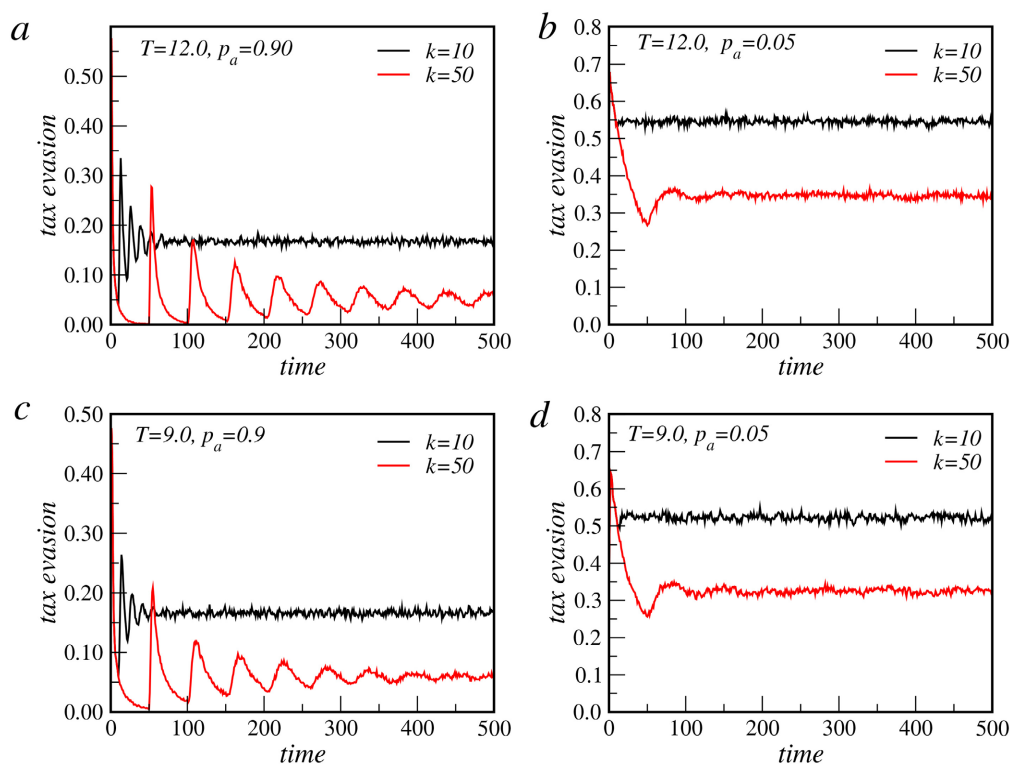 a
T=12.0, pa=0.90
k=10
k=50
0.50
0.40
0.30
0.20
0.10
0.00
tax evasion
0 100 200 300 400 500
time
b
T=12.0, pa=0.05
k=10
k=50
0.8
0.7
0.6
0.5
0.4
0.3
0.2
0.1
0.0
tax evasion
0 100 200 300 400 500
time
c
T=9.0, pa=0.9
k=10
k=50
0.50
0.40
0.30
0.20
0.10
0.00
tax evasion
0 100 200 300 400 500
time
d
T=9.0, pa=0.05
k=10
k=50
0.8
0.7
0.6
0.5
0.4
0.3
0.2
0.1
0.0
tax evasion
0 100 200 300 400 500
time